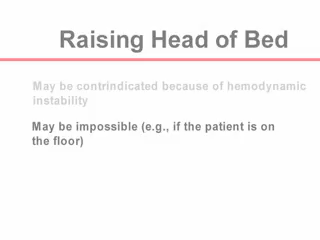 Raising Head of Bed
May be contrindicated because of hemodynamic
instability
May be impossible (e.g., if the patient is on
the floor)